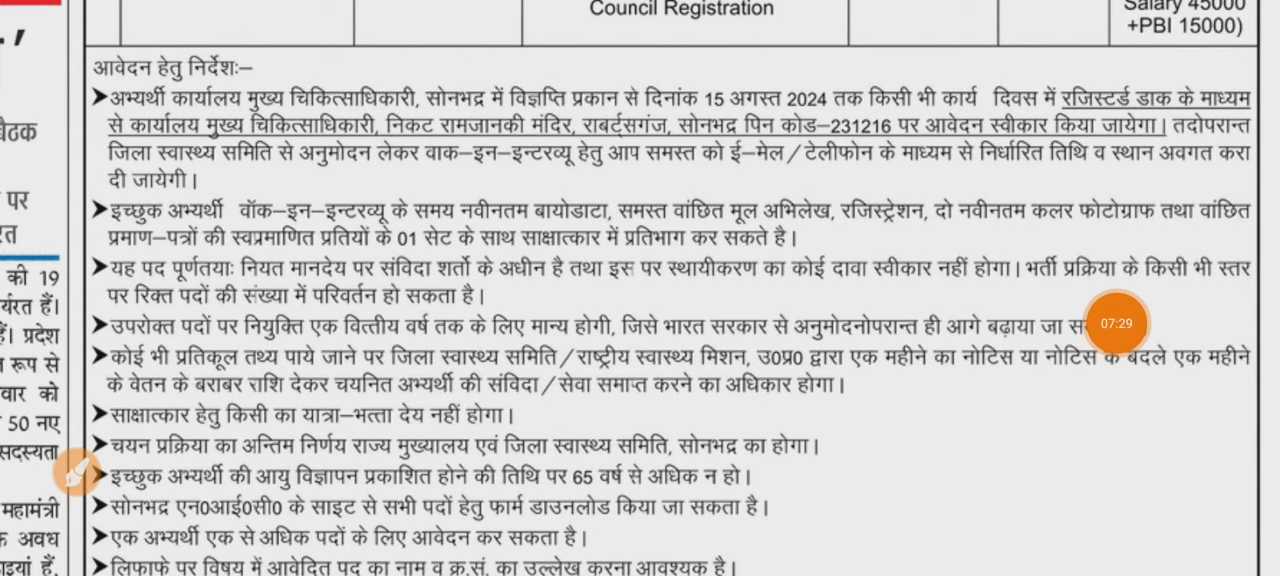 Council Registration
Salary 45000
+PBI 15000)
आवेदन हेतु निर्देशः–
➤अभ्यर्थी कार्यालय मुख्य चिकित्साधिकारी, सोनभद्र में विज्ञप्ति प्रकान से दिनांक 15 अगस्त 2024 तक किसी भी कार्य दिवस में रजिस्टर्ड डाक के माध्यम
से कार्यालय मुख्य चिकित्साधिकारी, निकट रामजानकी मंदिर, राबर्ट्सगंज, सोनभद्र पिन कोड–231216 पर आवेदन स्वीकार किया जायेगा। तदोपरान्त
जिला स्वास्थ्य समिति से अनुमोदन लेकर वाक–इन–इन्टरव्यू हेतु आप समस्त को ई–मेल/टेलीफोन के माध्यम से निर्धारित तिथि व स्थान अवगत करा
दी जायेगी।
➤इच्छुक अभ्यर्थी वॉक–इन–इन्टरव्यू के समय नवीनतम बायोडाटा, समस्त वांछित मूल अभिलेख, रजिस्ट्रेशन, दो नवीनतम कलर फोटोग्राफ तथा वांछित
प्रमाण–पत्रों की स्वप्रमाणित प्रतियों के 01 सेट के साथ साक्षात्कार में प्रतिभाग कर सकते है।
➤यह पद पूर्णतयाः नियत मानदेय पर संविदा शर्तो के अधीन है तथा इस पर स्थायीकरण का कोई दावा स्वीकार नहीं होगा। भर्ती प्रक्रिया के किसी भी स्तर
पर रिक्त पदों की संख्या में परिवर्तन हो सकता है।
➤उपरोक्त पदों पर नियुक्ति एक वित्तीय वर्ष तक के लिए मान्य होगी, जिसे भारत सरकार से अनुमोदनोपरान्त ही आगे बढ़ाया जा
07:29
➤कोई भी प्रतिकूल तथ्य पाये जाने पर जिला स्वास्थ्य समिति/राष्ट्रीय स्वास्थ्य मिशन, उ0प्र0 द्वारा एक महीने का नोटिस या नोटिस के बदले एक महीने
के वेतन के बराबर राशि देकर चयनित अभ्यर्थी की संविदा/सेवा समाप्त करने का अधिकार होगा।
➤साक्षात्कार हेतु किसी का यात्रा–भत्ता देय नहीं होगा।
➤चयन प्रक्रिया का अन्तिम निर्णय राज्य मुख्यालय एवं जिला स्वास्थ्य समिति, सोनभद्र का होगा।
➤इच्छुक अभ्यर्थी की आयु विज्ञापन प्रकाशित होने की तिथि पर 65 वर्ष से अधिक न हो।
➤सोनभद्र एन0आई0सी0 के साइट से सभी पदों हेतु फार्म डाउनलोड किया जा सकता है।
➤एक अभ्यर्थी एक से अधिक पदों के लिए आवेदन कर सकता है।
➤लिफाफे पर विषय में आवेदित पद का नाम व क्र.सं. का उल्लेख करना आवश्यक है।
पर
की 19
प्रदेश
रूप से
को
50 नए
सदस्यता
महामंत्री
अवध
हैं.